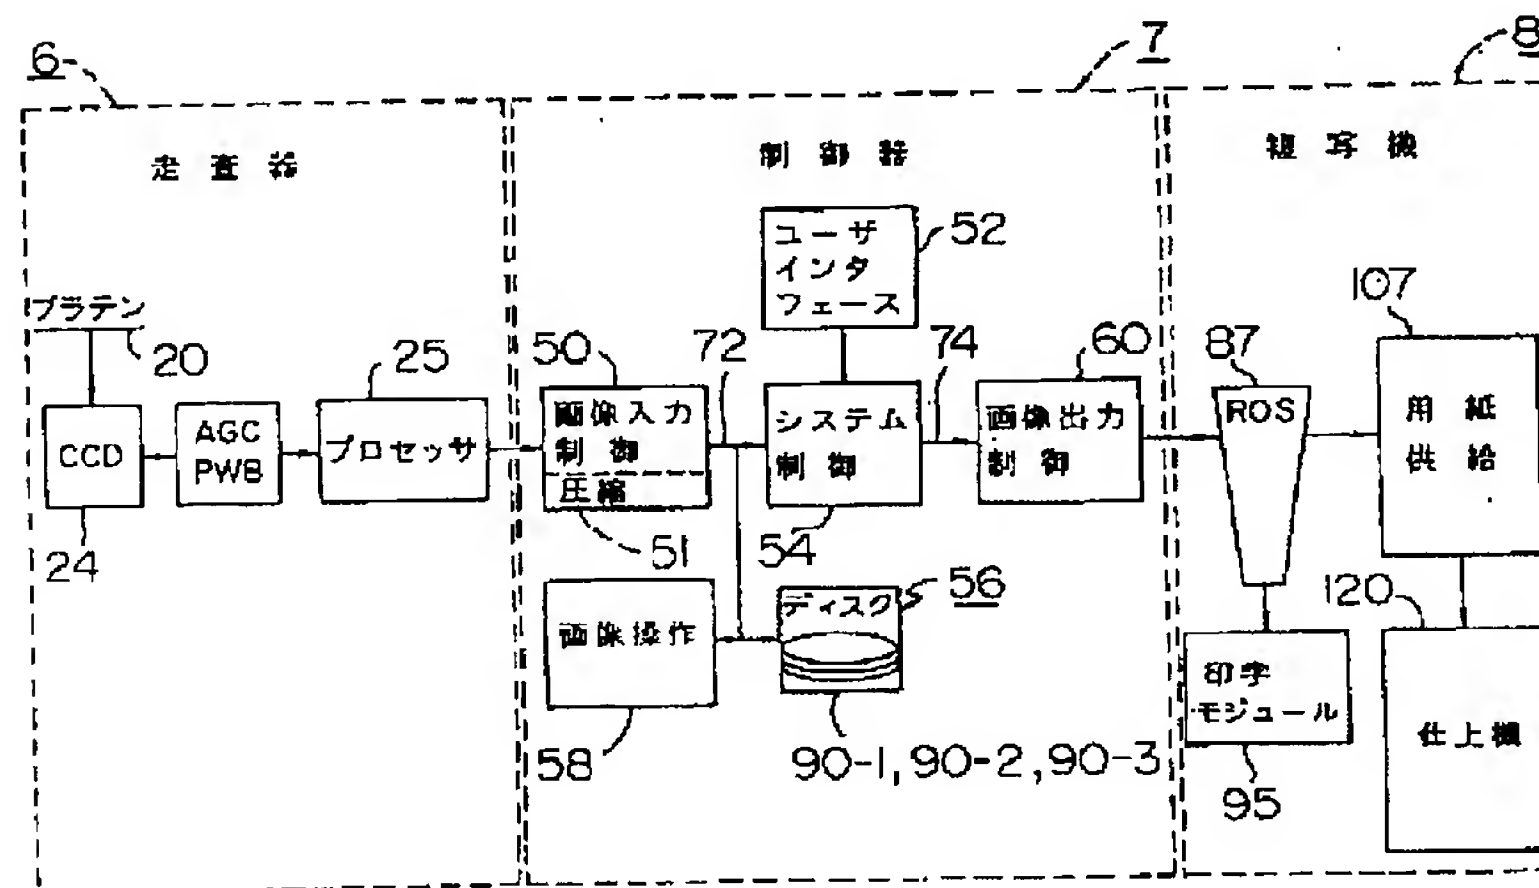 6
7
8
走査器
制御器
複写機
プラテン
20
CCD
24
AGC
PWB
25
プロセッサ
50
画像入力
制御
圧縮
51
72
ユーザ
インタ
フェース
52
システム
制御
54
74
60
画像出力
制御
画像操作
58
ディスク
56
90-1, 90-2, 90-3
87
ROS
印字
モジュール
95
107
用紙
供給
120
仕上機